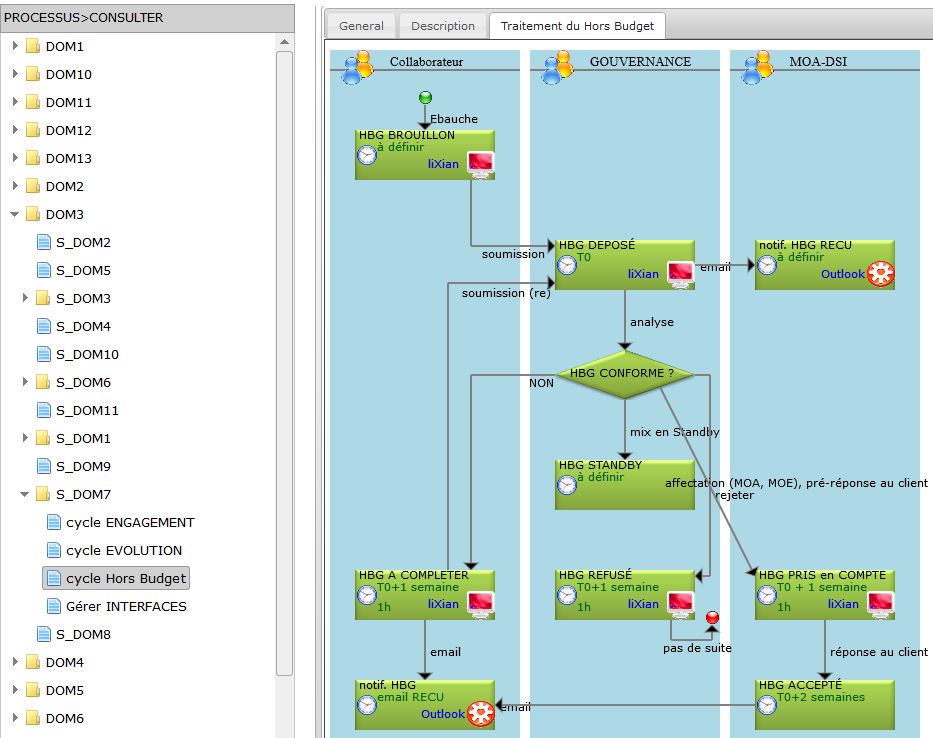 PROCESSUS>CONSULTER
DOM1
DOM10
DOM11
DOM12
DOM13
DOM2
DOM3
S_DOM2
S_DOM5
S_DOM3
S_DOM4
S_DOM10
S_DOM6
S_DOM11
S_DOM1
S_DOM9
S_DOM7
cycle ENGAGEMENT
cycle EVOLUTION
cycle Hors Budget
Gérer INTERFACES
S_DOM8
DOM4
DOM5
DOM6
General
Description
Traitement du Hors Budget
Collaborateur
GOUVERNANCE
MOA-DSI
Ebauche
HBG BROUILLON
à définir
liXian
soumission
HBG DEPOSÉ
T0
liXian
email
notif. HBG RECU
à définir
Outlook
soumission (re)
analyse
HBG CONFORME ?
NON
mix en Standby
HBG STANDBY
à définir
affectation (MOA, MOE), pré-réponse au client
rejeter
HBG A COMPLETER
T0+1 semaine
1h
liXian
HBG REFUSÉ
T0+1 semaine
1h
liXian
HBG PRIS en COMPTE
T0 + 1 semaine
1h
liXian
pas de suite
email
réponse au client
notif. HBG
email RECU
Outlook
email
HBG ACCEPTÉ
T0+2 semaines